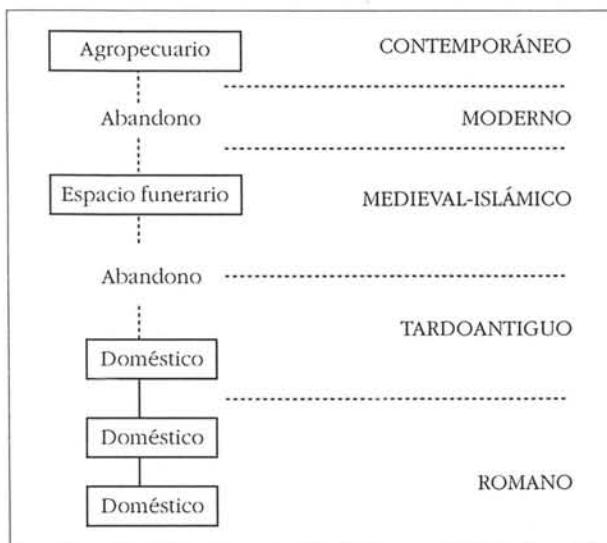 Agropecuario
CONTEMPORÁNEO
Abandono
MODERNO
Espacio funerario
MEDIEVAL-ISLÁMICO
Abandono
TARDOANTIGUO
Doméstico
Doméstico
ROMANO
Doméstico